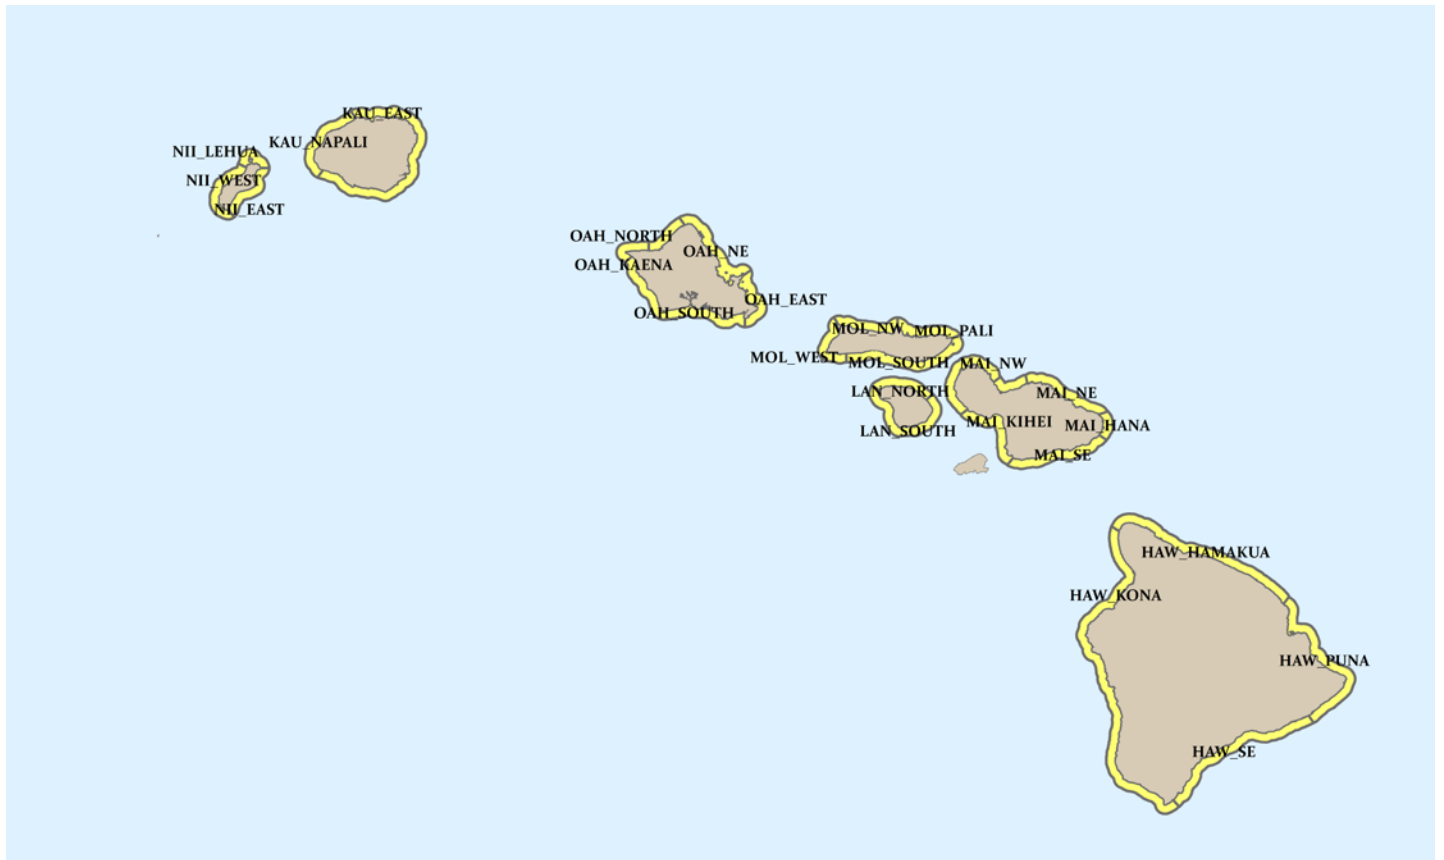 KAU_EAST
KAU_NAPALI
NII_LEHUA
NII_WEST
NII_EAST
OAH_NORTH
OAH_NE
OAH_KAENA
OAH_EAST
OAH_SOUTH
MOL_NW
MOL_PALI
MOL_WEST
MOL_SOUTH
MAI_NW
LAN_NORTH
MAI_NE
MAI_KIHEI
MAI_HANA
LAN_SOUTH
MAI_SE
HAW_HAMAKUA
HAW_KONA
HAW_PUNA
HAW_SE